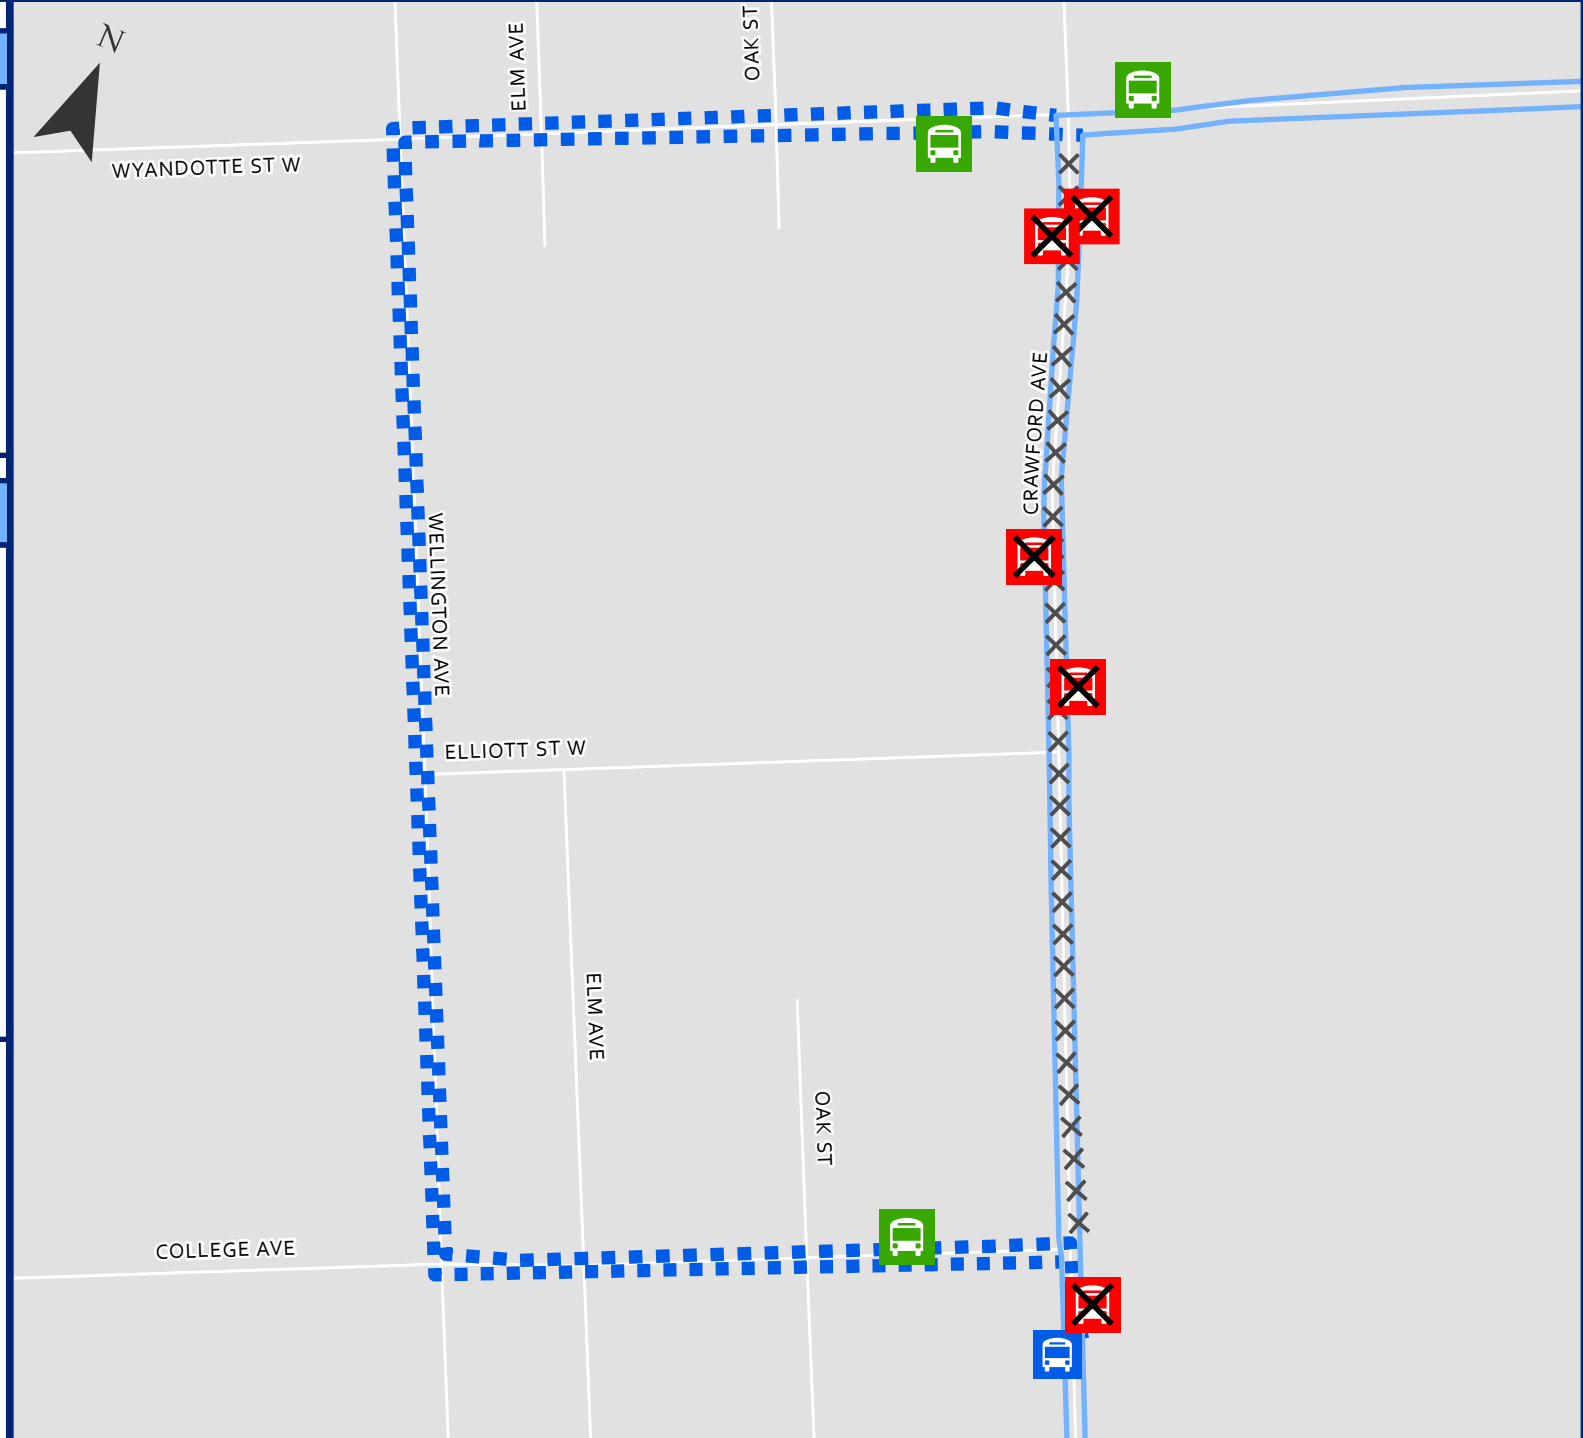 N
ELM AVE
OAK ST
WYANDOTTE ST W
CRAWFORD AVE
WELLINGTON AVE
ELLIOTT ST W
ELM AVE
OAK ST
COLLEGE AVE